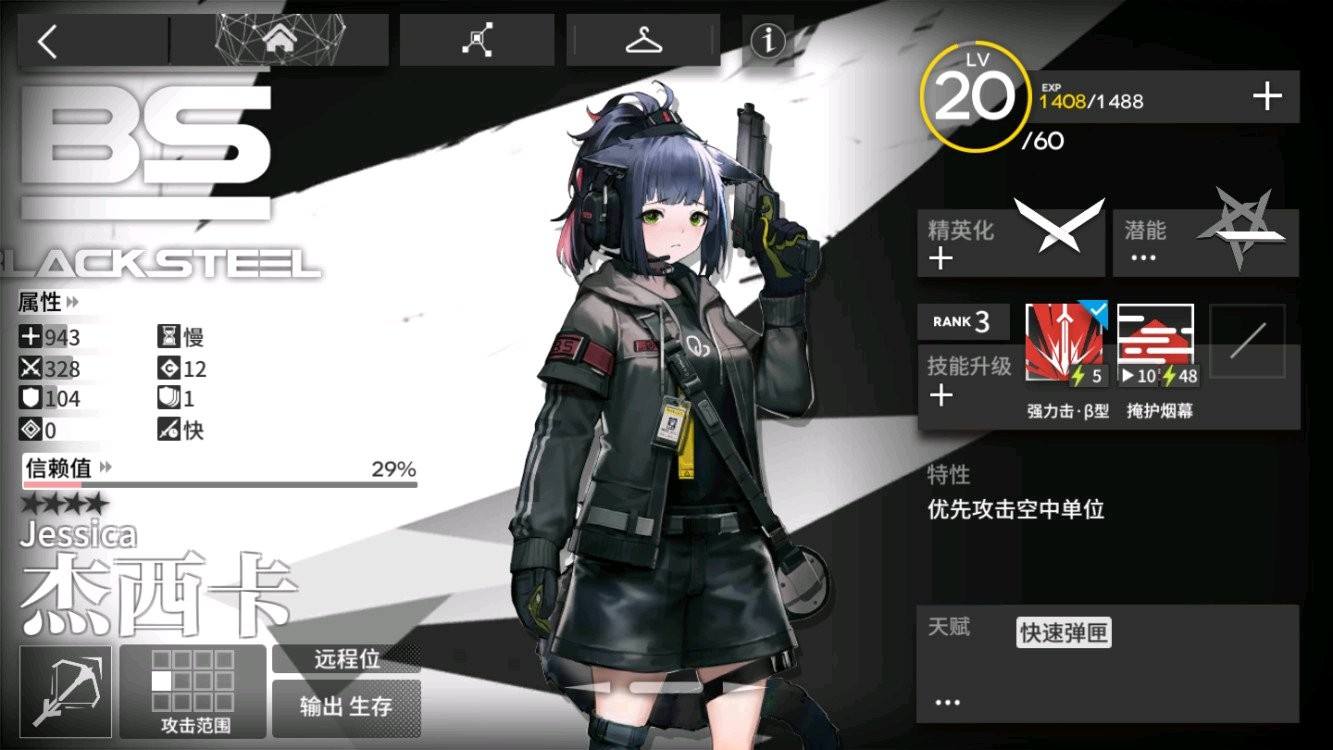 BS
BLACK STEEL
属性
943
慢
328
12
104
1
0
快
信赖值
29%
Jessica
杰西卡
攻击范围
远程位
输出 生存
BS
LV
20
/60
EXP
1408/1488
精英化
潜能
RANK 3
技能升级
5
10
48
强力击·β型
掩护烟幕
特性
优先攻击空中单位
天赋
快速弹匣